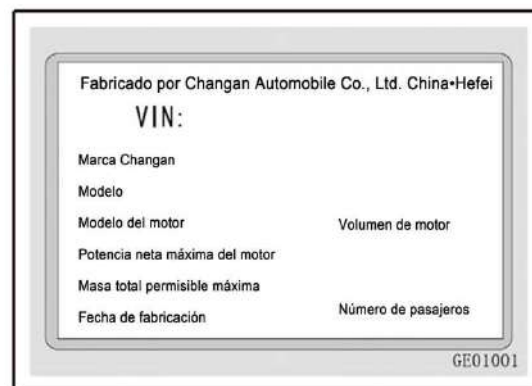 Fabricado por Changan Automobile Co., Ltd. China•Hefei
VIN:
Marca Changan
Modelo
Modelo del motor Volumen de motor
Potencia neta máxima del motor
Masa total permisible máxima
Fecha de fabricación Número de pasajeros
GE01001